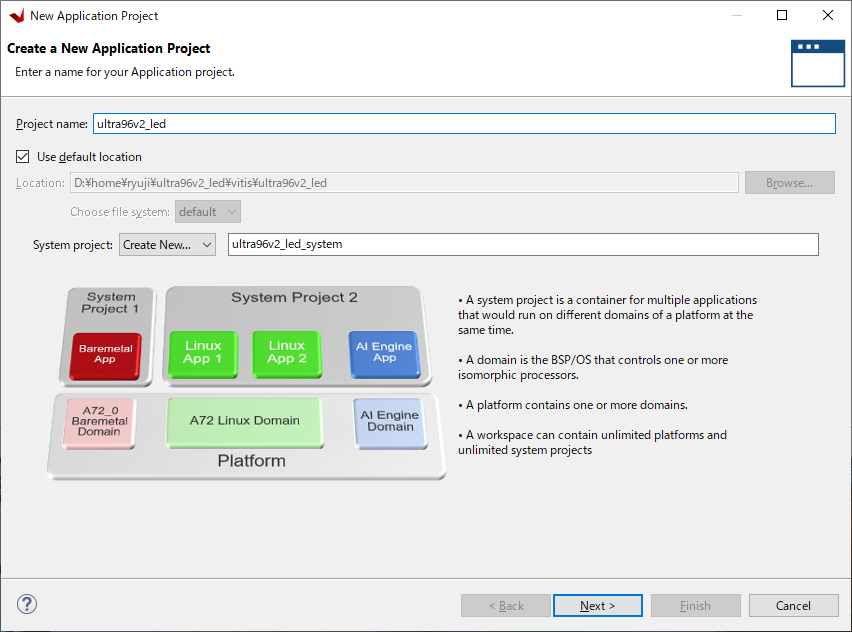 New Application Project
Create a New Application Project
Enter a name for your Application project.
Project name: ultra96v2_led
Use default location
Location: D:¥home¥ryuji¥ultra96v2_led¥vitis¥ultra96v2_led Browse...
Choose file system: default
System project: Create New... ultra96v2_led_system
System
Project 1
System Project 2
Baremetal
App
Linux
App 1
Linux
App 2
AI Engine
App
A72_0
Baremetal
Domain
A72 Linux Domain
AI Engine
Domain
Platform
• A system project is a container for multiple applications
that would run on different domains of a platform at the
same time.
• A domain is the BSP/OS that controls one or more
isomorphic processors.
• A platform contains one or more domains.
• A workspace can contain unlimited platforms and
unlimited system projects
? < Back Next > Finish Cancel